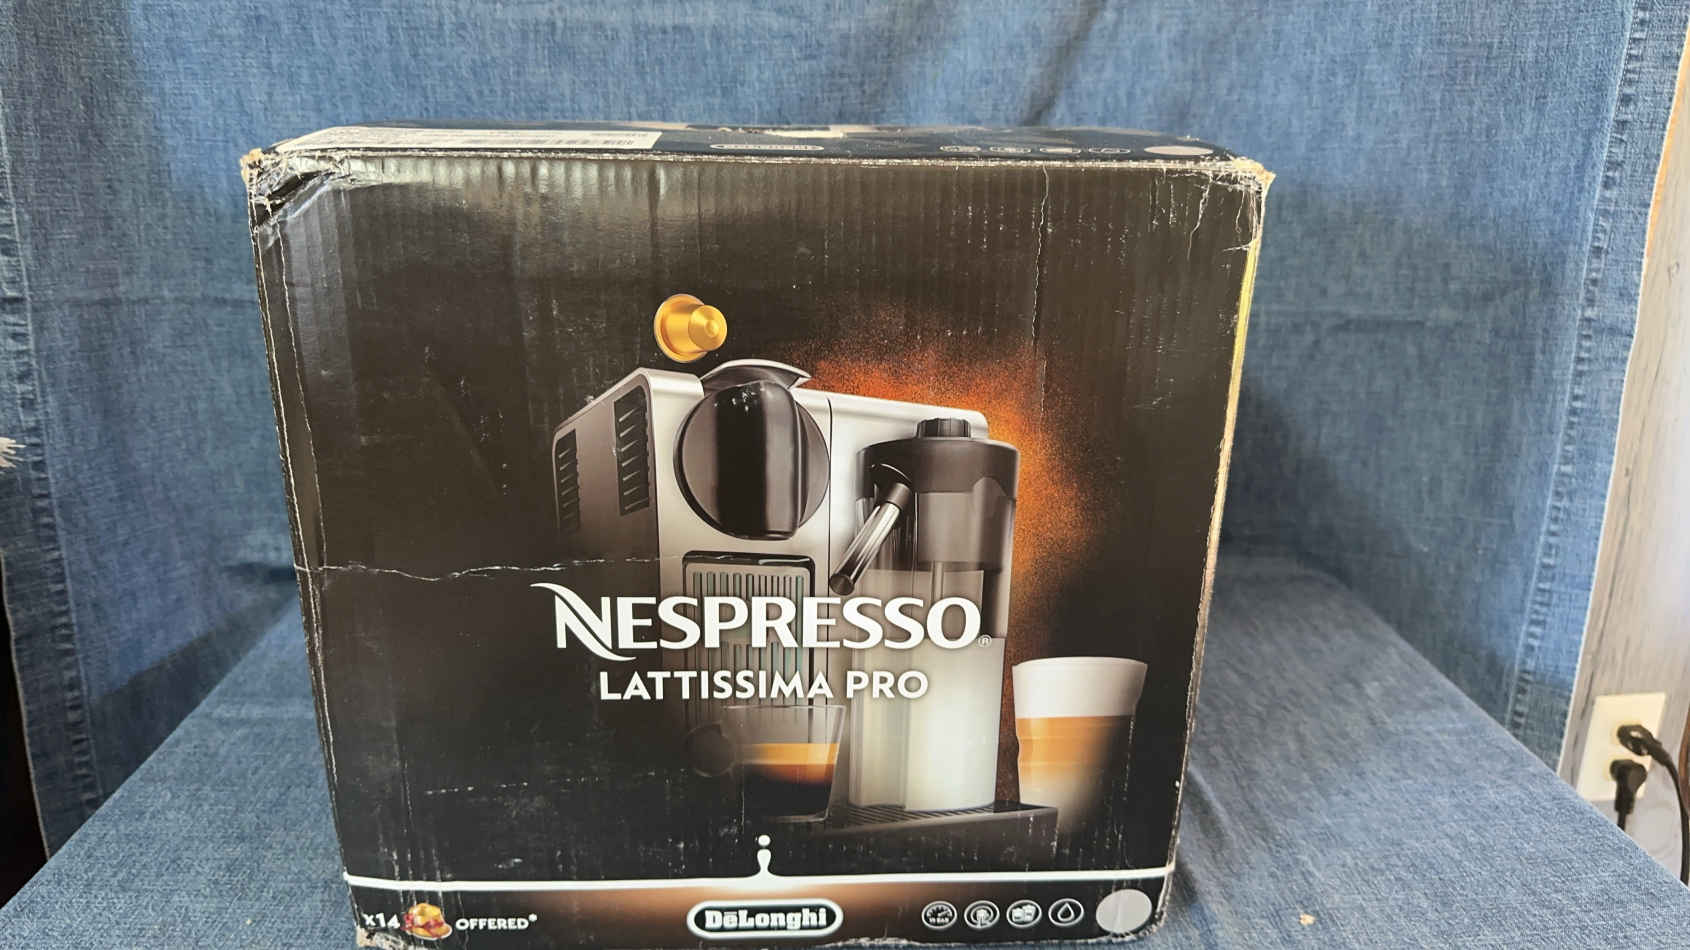 NESPRESSO®
LATTISSIMA PRO
x14 OFFERED*
DeLonghi